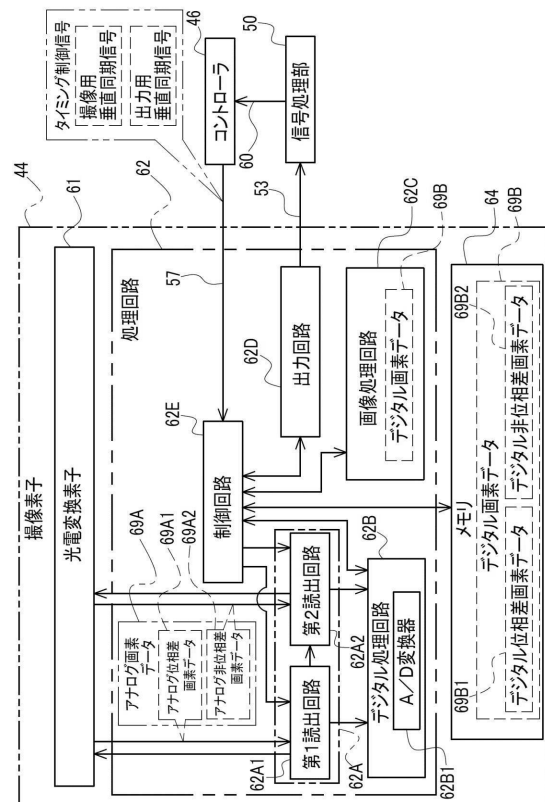 44
撮像素子
61
光電変換素子
タイミング制御信号
撮像用
垂直同期信号
出力用
垂直同期信号
46
コントローラ
60
50
信号処理部
53
57
62
処理回路
69A
69A1
69A2
アナログ画素
データ
アナログ位相差
画素データ
アナログ非位相差
画素データ
62E
制御回路
62D
出力回路
62C
画像処理回路
69B
デジタル画素データ
62A1
第1読出回路
第2読出回路
62A2
62A
62B
デジタル処理回路
A/D変換器
62B1
64
メモリ
69B
デジタル画素データ
69B1
デジタル位相差画素データ
69B2
デジタル非位相差画素データ